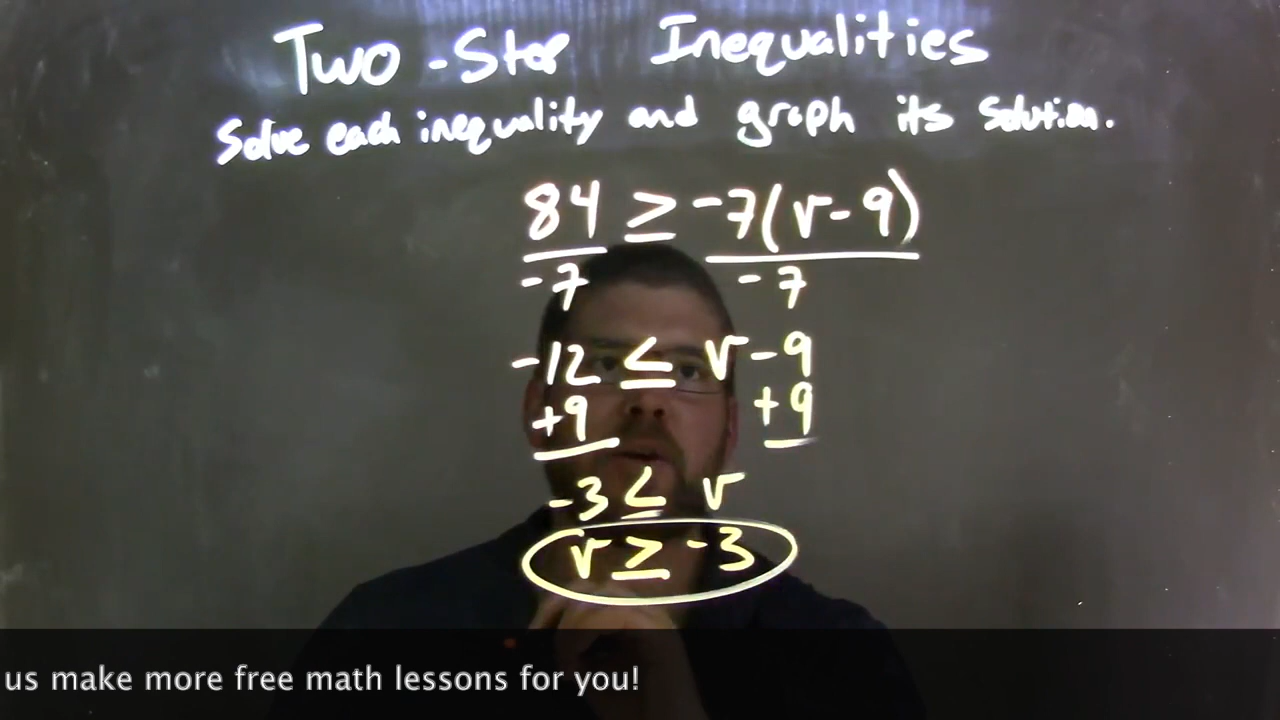 Two-Step Inequalities
Solve each inequality and graph its solution.
84 ≥ -7(v-9)
-7 -7
-12 ≤ v-9
+9 +9
-3 ≤ v
v ≥ -3
us make more free math lessons for you!